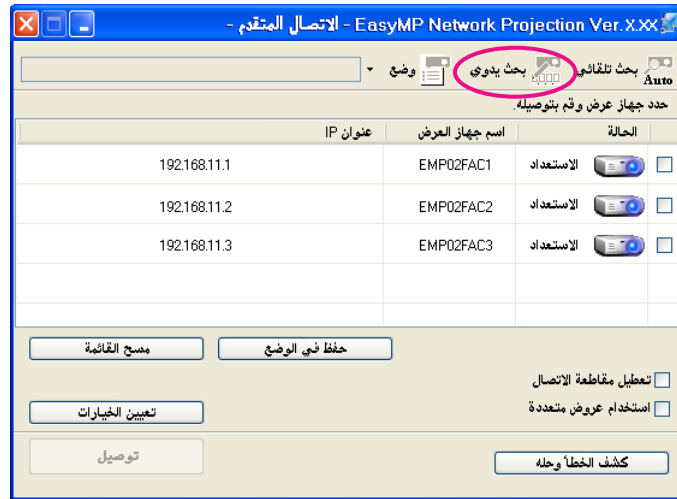 EasyMP Network Projection Ver.X.XX - الاتصال المتقدم -
Auto بحث تلقائي بحث يدوي وضع
حدد جهاز عرض وقم بتوصيله.
الحالة اسم جهاز العرض عنوان IP
الاستعداد EMP02FAC1 192.168.11.1
الاستعداد EMP02FAC2 192.168.11.2
الاستعداد EMP02FAC3 192.168.11.3
حفظ في الوضع مسح القائمة
تعطيل مقاطعة الاتصال
استخدام عروض متعددة تعيين الخيارات
كشف الخطأ وحله توصيل